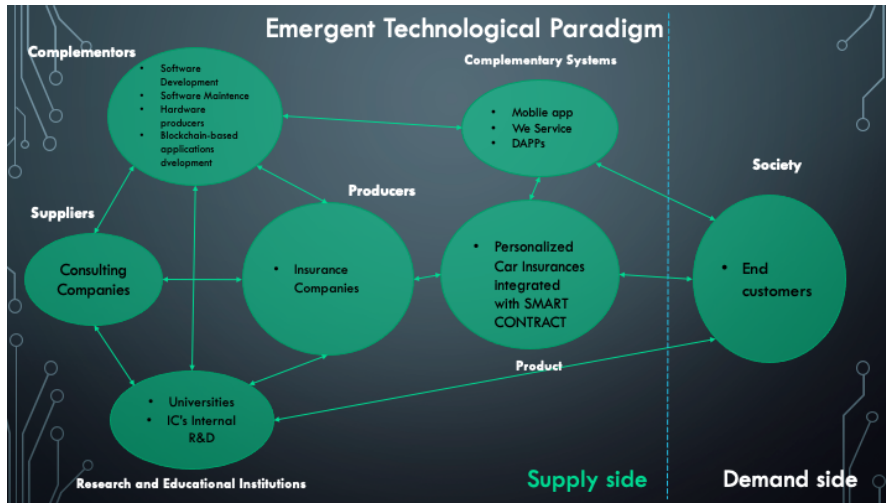 Emergent Technological Paradigm
Complementors
• Software
Development
• Software Maintence
• Hardware
producers
• Blockchain-based
applications
dvelopment
Complementary Systems
• Moblie app
• We Service
• DAPPs
Society
Suppliers
Producers
Consulting
Companies
• Insurance
Companies
• Personalized
Car Insurances
integrated
with SMART
CONTRACT
• End
customers
Product
• Universities
• IC's Internal
R&D
Research and Educational Institutions
Supply side
Demand side